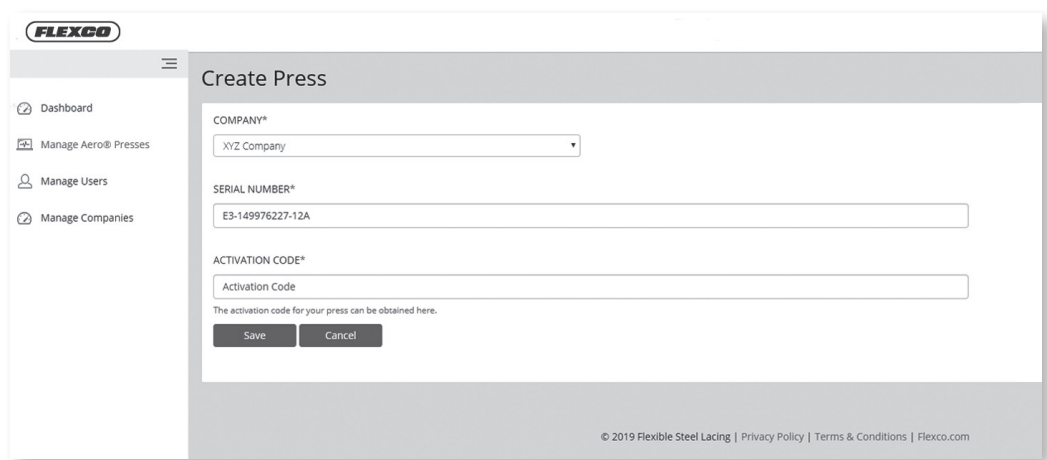 FLEXCO
Create Press
Dashboard
Manage Aero® Presses
Manage Users
Manage Companies
COMPANY*
XYZ Company
SERIAL NUMBER*
E3-149976227-12A
ACTIVATION CODE*
Activation Code
The activation code for your press can be obtained here.
Save Cancel
© 2019 Flexible Steel Lacing | Privacy Policy | Terms & Conditions | Flexco.com